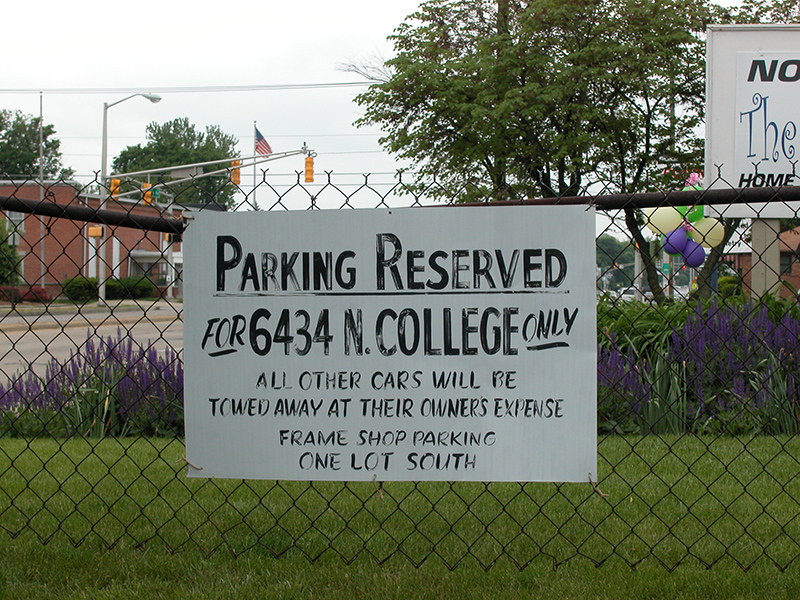 PARKING RESERVED
FOR 6434 N. COLLEGE ONLY
ALL OTHER CARS WILL BE
TOWED AWAY AT THEIR OWNER'S EXPENSE
FRAME SHOP PARKING
ONE LOT SOUTH
NO
The
HOME